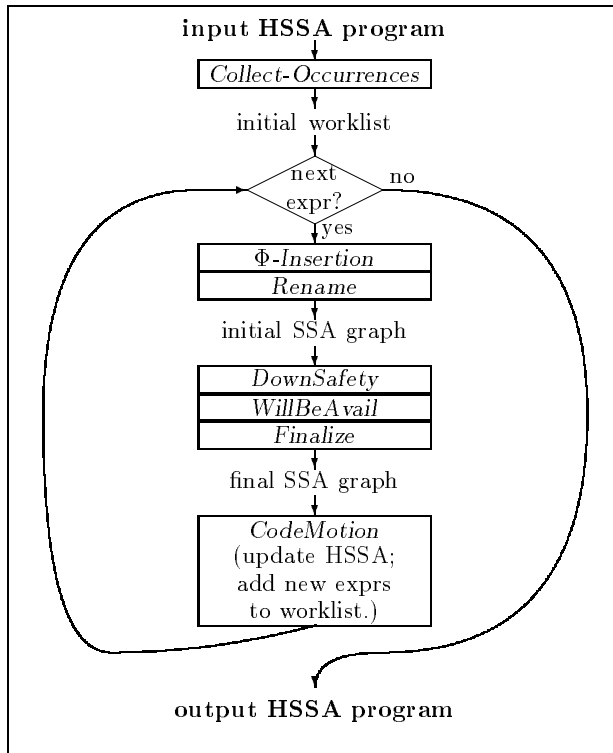 input HSSA program
Collect-Occurrences
initial worklist
next
expr?
no
yes
Φ-Insertion
Rename
initial SSA graph
DownSafety
WillBeAvail
Finalize
final SSA graph
CodeMotion
(update HSSA;
add new exprs
to worklist.)
output HSSA program